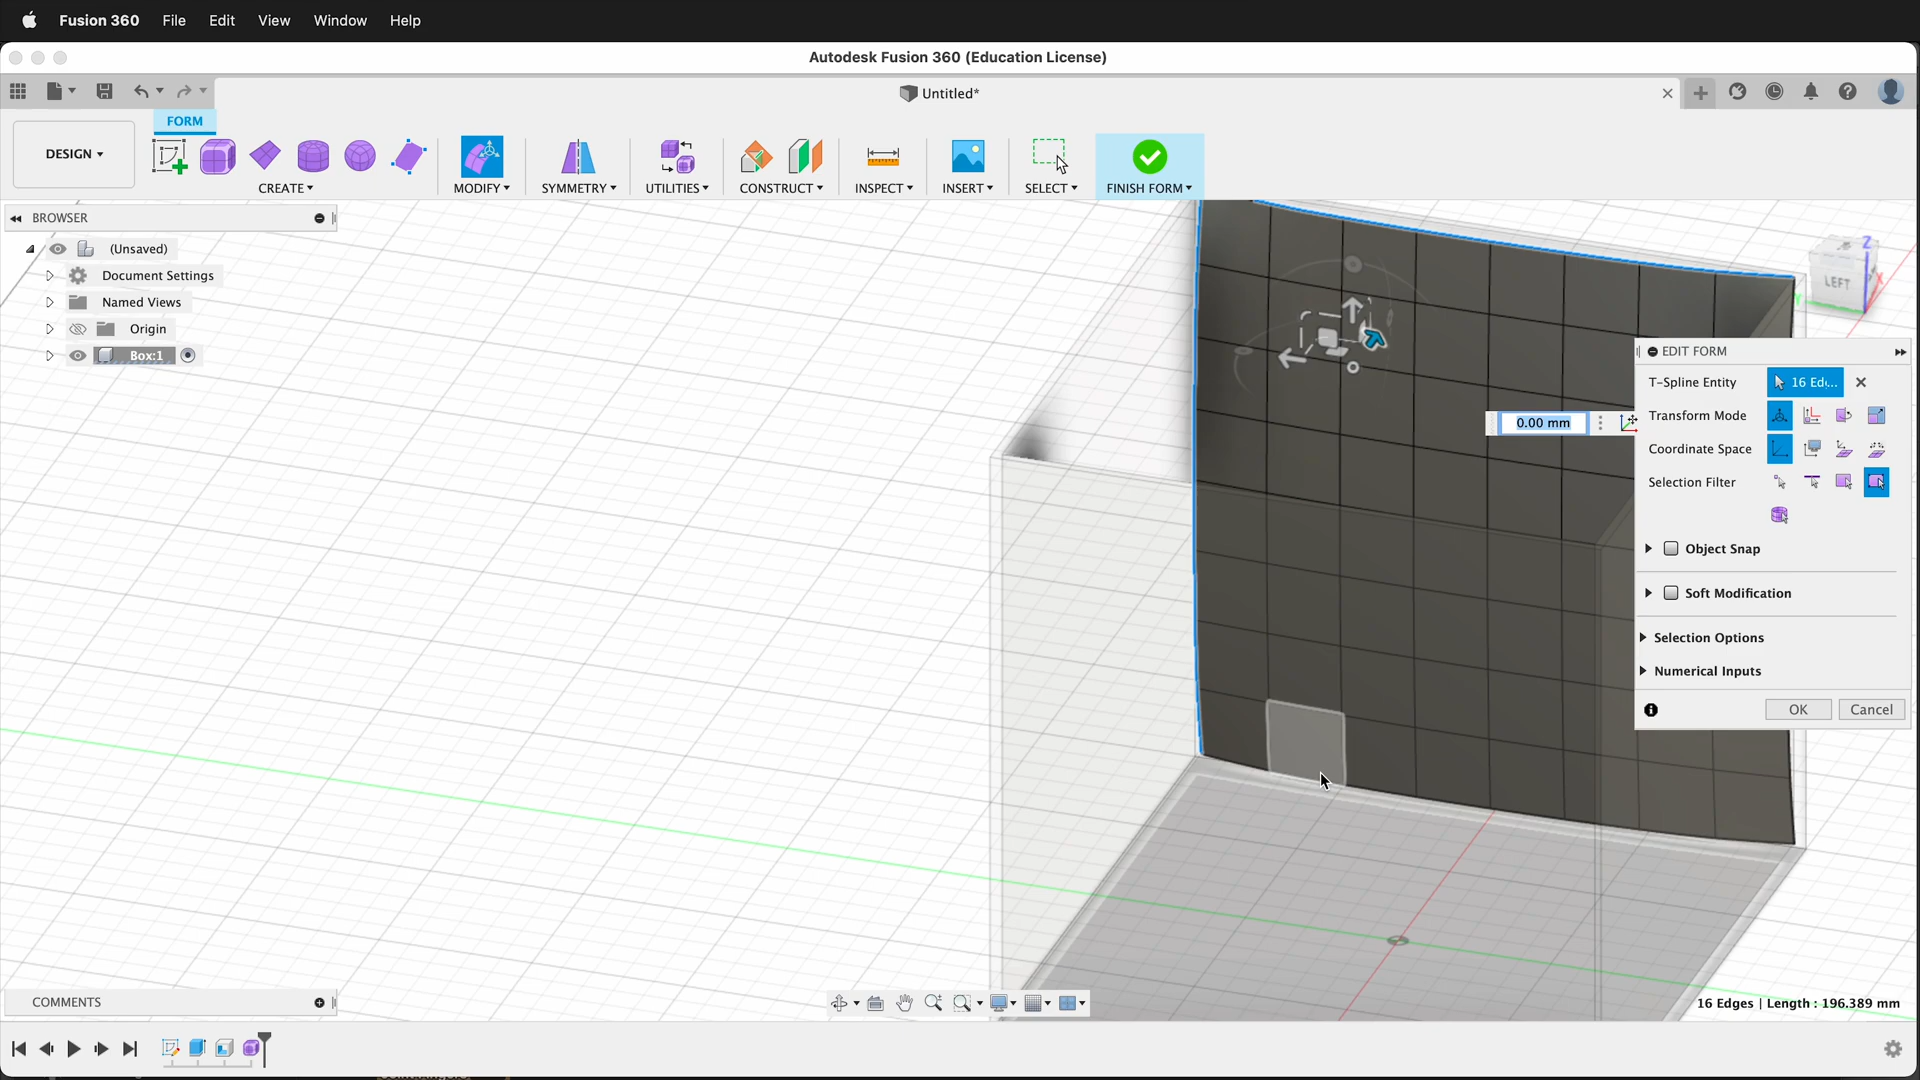 Fusion 360 File Edit View Window Help
Autodesk Fusion 360 (Education License)
Untitled*
FORM
DESIGN
CREATE MODIFY SYMMETRY UTILITIES CONSTRUCT INSPECT INSERT SELECT FINISH FORM
BROWSER
(Unsaved)
Document Settings
Named Views
Origin
Box:1
Z
LEFT
X
Y
EDIT FORM
T-Spline Entity 16 Ed...
Transform Mode
0.00 mm
Coordinate Space
Selection Filter
Object Snap
Soft Modification
Selection Options
Numerical Inputs
OK Cancel
COMMENTS
16 Edges | Length : 196.389 mm